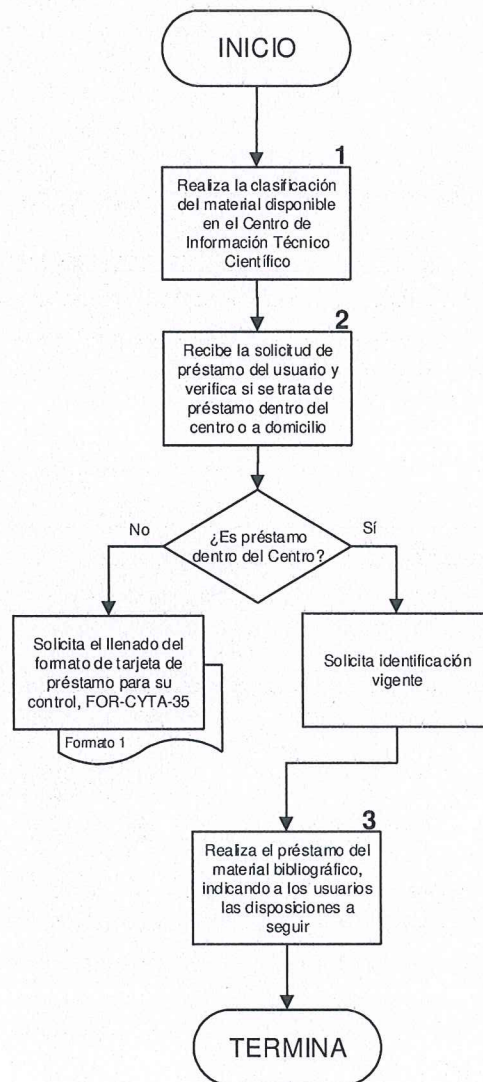 INICIO
1
Realiza la clasificación
del material disponible
en el Centro de
Información Técnico
Científico
2
Recibe la solicitud de
préstamo del usuario y
verifica si se trata de
préstamo dentro del
centro o a domicilio
¿Es préstamo
dentro del Centro?
No
Sí
Solicita el llenado del
formato de tarjeta de
préstamo para su
control, FOR-CYTA-35
Formato 1
Solicita identificación
vigente
3
Realiza el préstamo del
material bibliográfico,
indicando a los usuarios
las disposiciones a
seguir
TERMINA